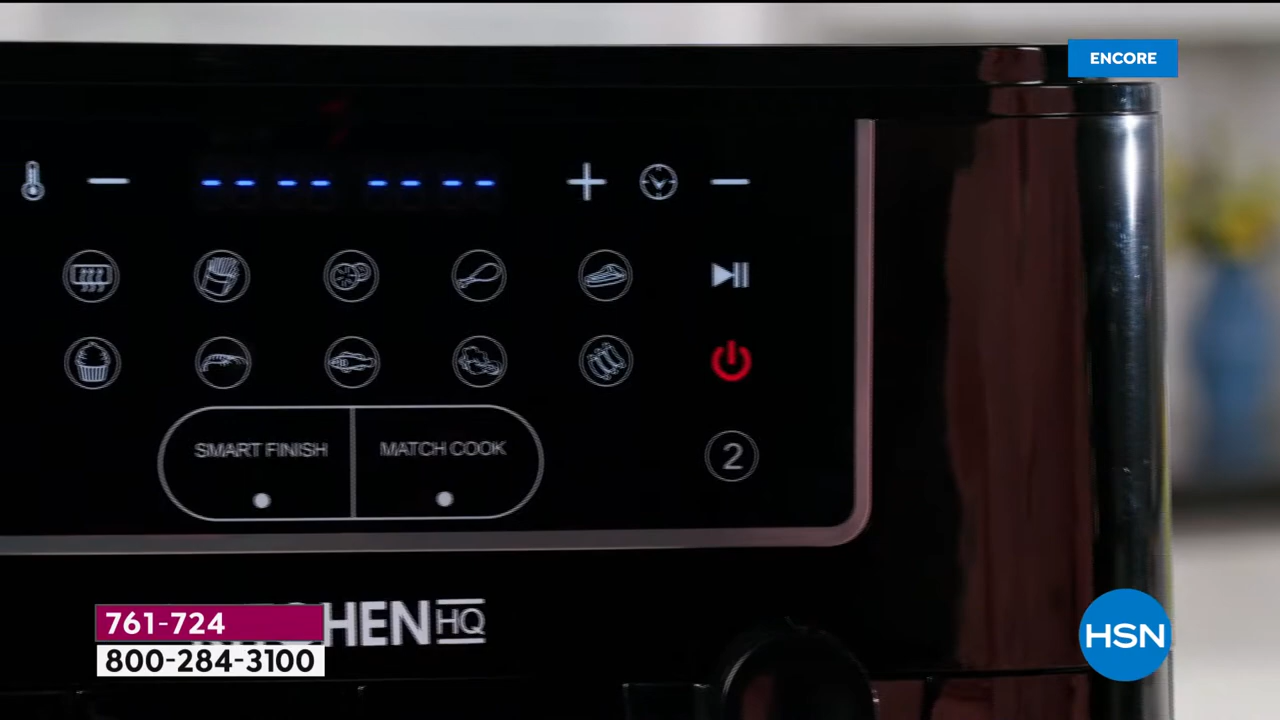 ENCORE
SMART FINISH
MATCH COOK
2
HEN HQ
761-724
800-284-3100
HSN